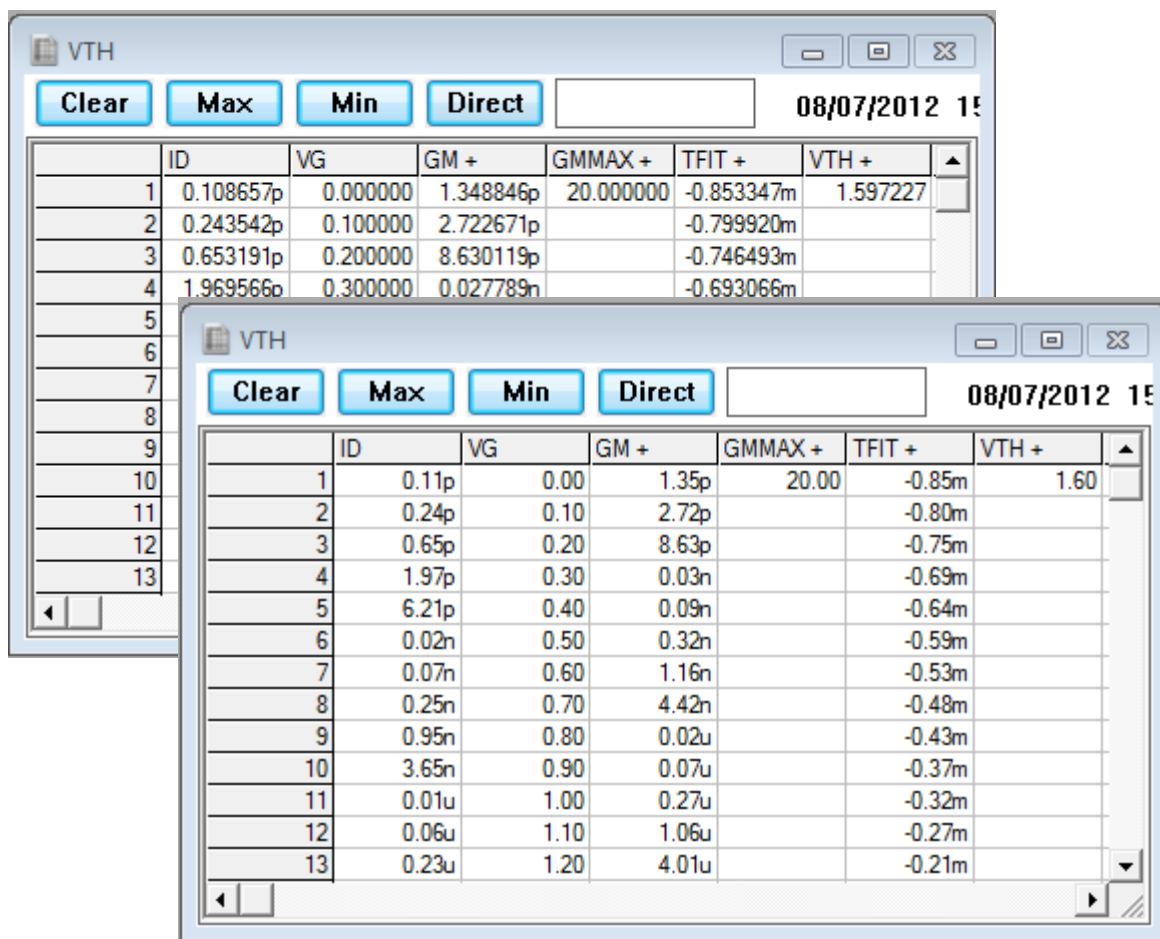 VTH
Clear Max Min Direct 08/07/2012 15
ID VG GM + GMMAX + TFIT + VTH +
1 0.108657p 0.000000 1.348846p 20.000000 -0.853347m 1.597227
2 0.243542p 0.100000 2.722671p -0.799920m
3 0.653191p 0.200000 8.630119p -0.746493m
4 1.969566p 0.300000 0.027789n -0.693066m
5
6
7
8
9
10
11
12
13
VTH
Clear Max Min Direct 08/07/2012 15
ID VG GM + GMMAX + TFIT + VTH +
1 0.11p 0.00 1.35p 20.00 -0.85m 1.60
2 0.24p 0.10 2.72p -0.80m
3 0.65p 0.20 8.63p -0.75m
4 1.97p 0.30 0.03n -0.69m
5 6.21p 0.40 0.09n -0.64m
6 0.02n 0.50 0.32n -0.59m
7 0.07n 0.60 1.16n -0.53m
8 0.25n 0.70 4.42n -0.48m
9 0.95n 0.80 0.02u -0.43m
10 3.65n 0.90 0.07u -0.37m
11 0.01u 1.00 0.27u -0.32m
12 0.06u 1.10 1.06u -0.27m
13 0.23u 1.20 4.01u -0.21m